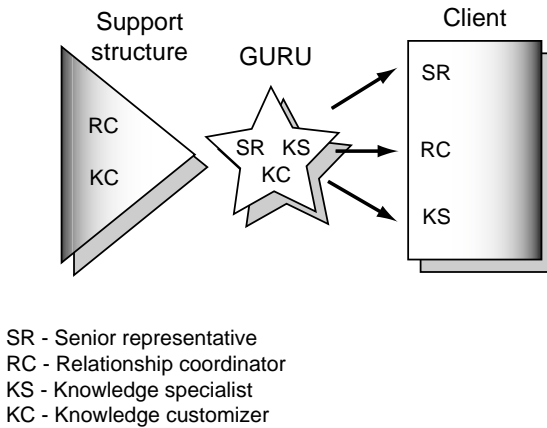 Support
structure
GURU
Client
RC
KC
SR KS
KC
SR
RC
KS
SR - Senior representative
RC - Relationship coordinator
KS - Knowledge specialist
KC - Knowledge customizer